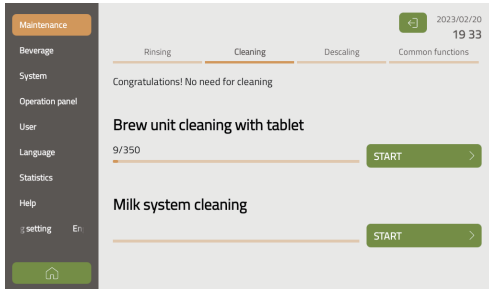 Maintenance
Beverage
System
Operation panel
User
Language
Statistics
Help
setting En
2023/02/20
19 33
Rinsing Cleaning Descaling Common functions
Congratulations! No need for cleaning
Brew unit cleaning with tablet
9/350
START
Milk system cleaning
START